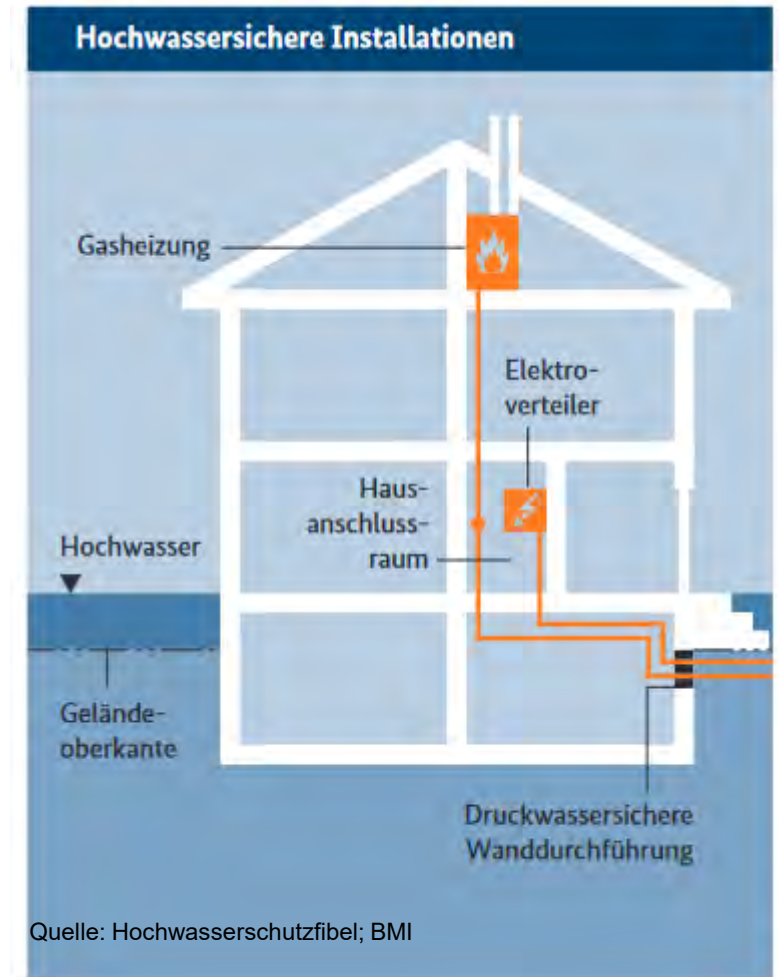 Hochwassersichere Installationen
Gasheizung
Elektro-
verteiler
Haus-
anschluss-
raum
Hochwasser
Gelände-
oberkante
Druckwassersichere
Wanddurchführung
Quelle: Hochwasserschutzfibel; BMI